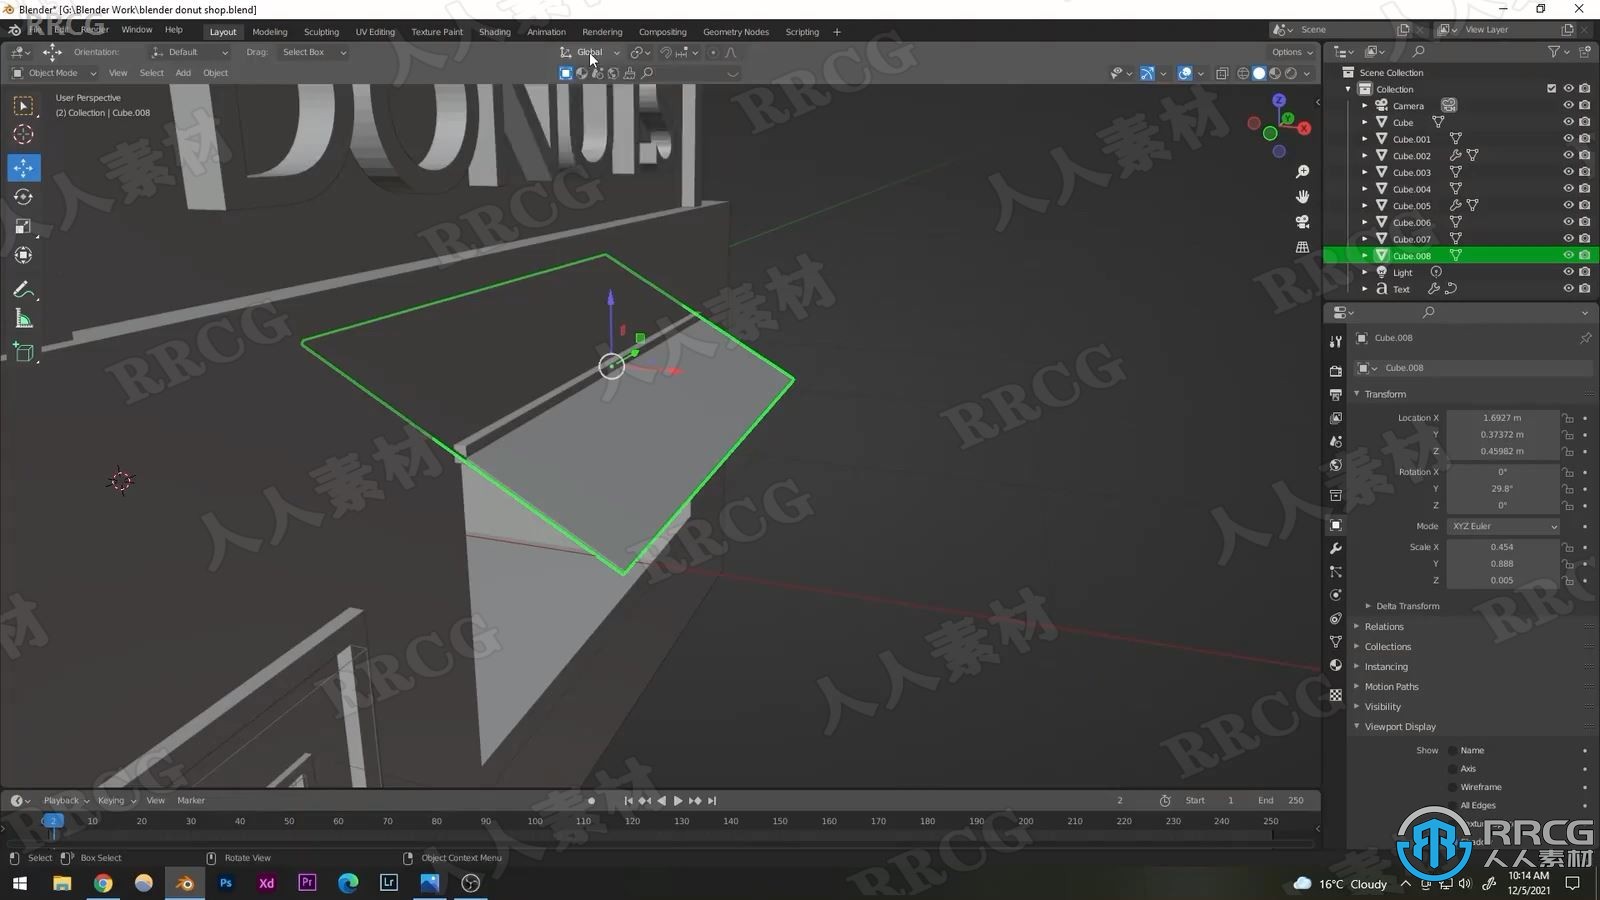 Blender* [G:\Blender Work\blender donut shop.blend]
Render Window Help Layout Modeling Sculpting UV Editing Texture Paint Shading Animation Rendering Compositing Geometry Nodes Scripting + Scene View Layer
Orientation: Default Drag: Select Box Global Options
Object Mode View Select Add Object
User Perspective
(2) Collection | Cube.008
DONUTS
Z
Y
X
Scene Collection
Collection
Camera
Cube
Cube.001
Cube.002
Cube.003
Cube.004
Cube.005
Cube.006
Cube.007
Cube.008
Light
Text
Cube.008
Cube.008
Transform
Location X 1.6927 m
Y 0.37372 m
Z 0.45982 m
Rotation X 0°
Y 29.8°
Z 0°
Mode XYZ Euler
Scale X 0.454
Y 0.888
Z 0.005
Delta Transform
Relations
Collections
Instancing
Motion Paths
Visibility
Viewport Display
Show Name
Axis
Wireframe
All Edges
Playback Keying View Marker 2 Start 1 End 250
2 10 20 30 40 50 60 70 80 90 100 110 120 130 140 150 160 170 180 190 200 210 220 230 240 250
Select Box Select Rotate View Object Context Menu
Ps Xd Pr Lr
16°C Cloudy
10:14 AM
12/5/2021
RRCG
人人素材